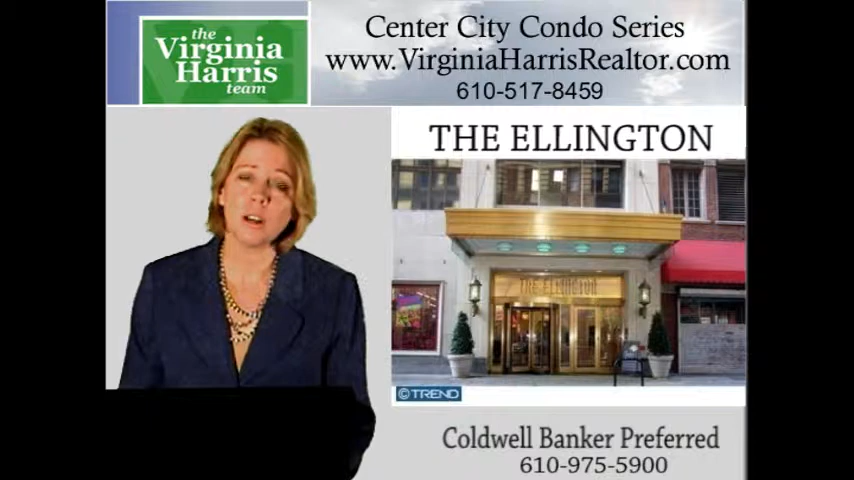 the
Virginia
Harris
team
Center City Condo Series
www.VirginiaHarrisRealtor.com
610-517-8459
THE ELLINGTON
THE ELLINGTON
©TREND
Coldwell Banker Preferred
610-975-5900